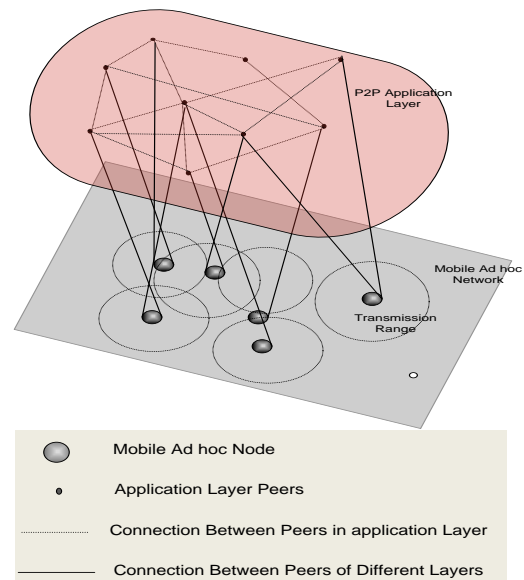 P2P Application
Layer
Mobile Ad hoc
Network
Transmission
Range
Mobile Ad hoc Node
Application Layer Peers
Connection Between Peers in application Layer
Connection Between Peers of Different Layers